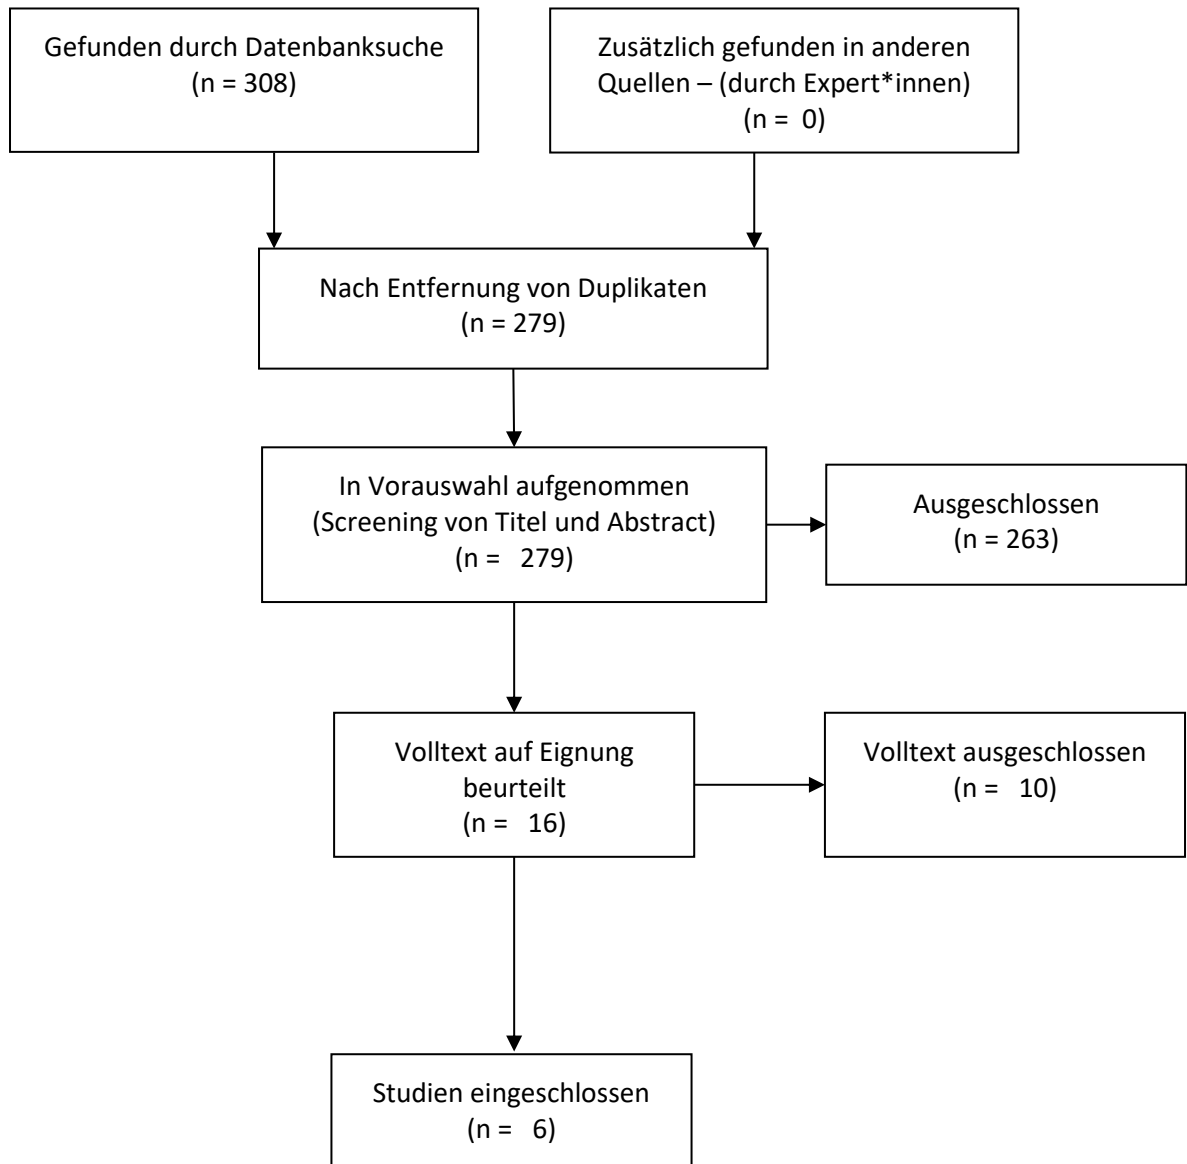 Gefunden durch Datenbanksuche
(n = 308)
Zusätzlich gefunden in anderen
Quellen – (durch Expert*innen)
(n = 0)
Nach Entfernung von Duplikaten
(n = 279)
In Vorauswahl aufgenommen
(Screening von Titel und Abstract)
(n = 279)
Ausgeschlossen
(n = 263)
Volltext auf Eignung
beurteilt
(n = 16)
Volltext ausgeschlossen
(n = 10)
Studien eingeschlossen
(n = 6)